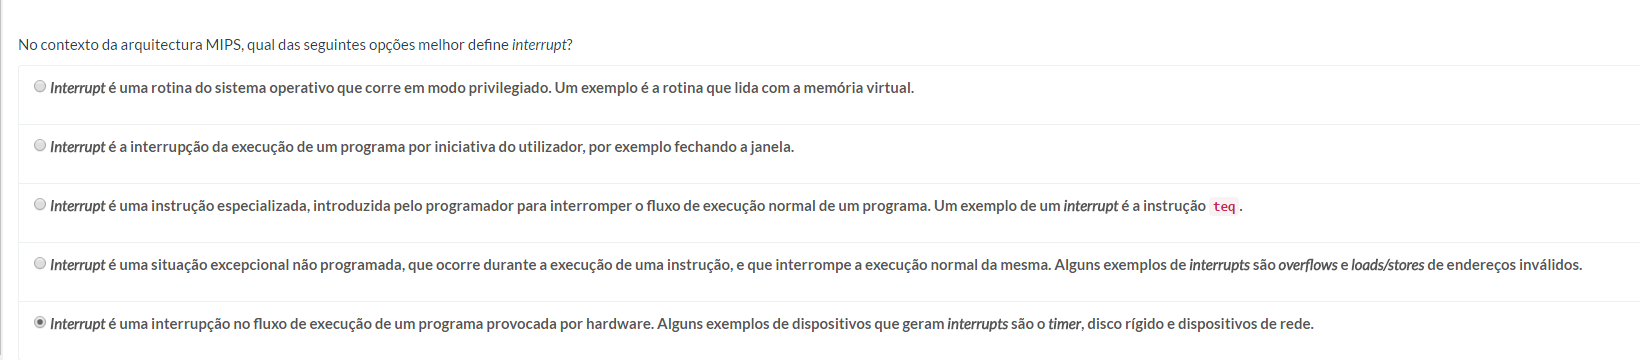 No contexto da arquitectura MIPS, qual das seguintes opções melhor define interrupt?
Interrupt é uma rotina do sistema operativo que corre em modo privilegiado. Um exemplo é a rotina que lida com a memória virtual.
Interrupt é a interrupção da execução de um programa por iniciativa do utilizador, por exemplo fechando a janela.
Interrupt é uma instrução especializada, introduzida pelo programador para interromper o fluxo de execução normal de um programa. Um exemplo de um interrupt é a instrução teq .
Interrupt é uma situação excepcional não programada, que ocorre durante a execução de uma instrução, e que interrompe a execução normal da mesma. Alguns exemplos de interrupts são overflows e loads/stores de endereços inválidos.
Interrupt é uma interrupção no fluxo de execução de um programa provocada por hardware. Alguns exemplos de dispositivos que geram interrupts são o timer, disco rígido e dispositivos de rede.